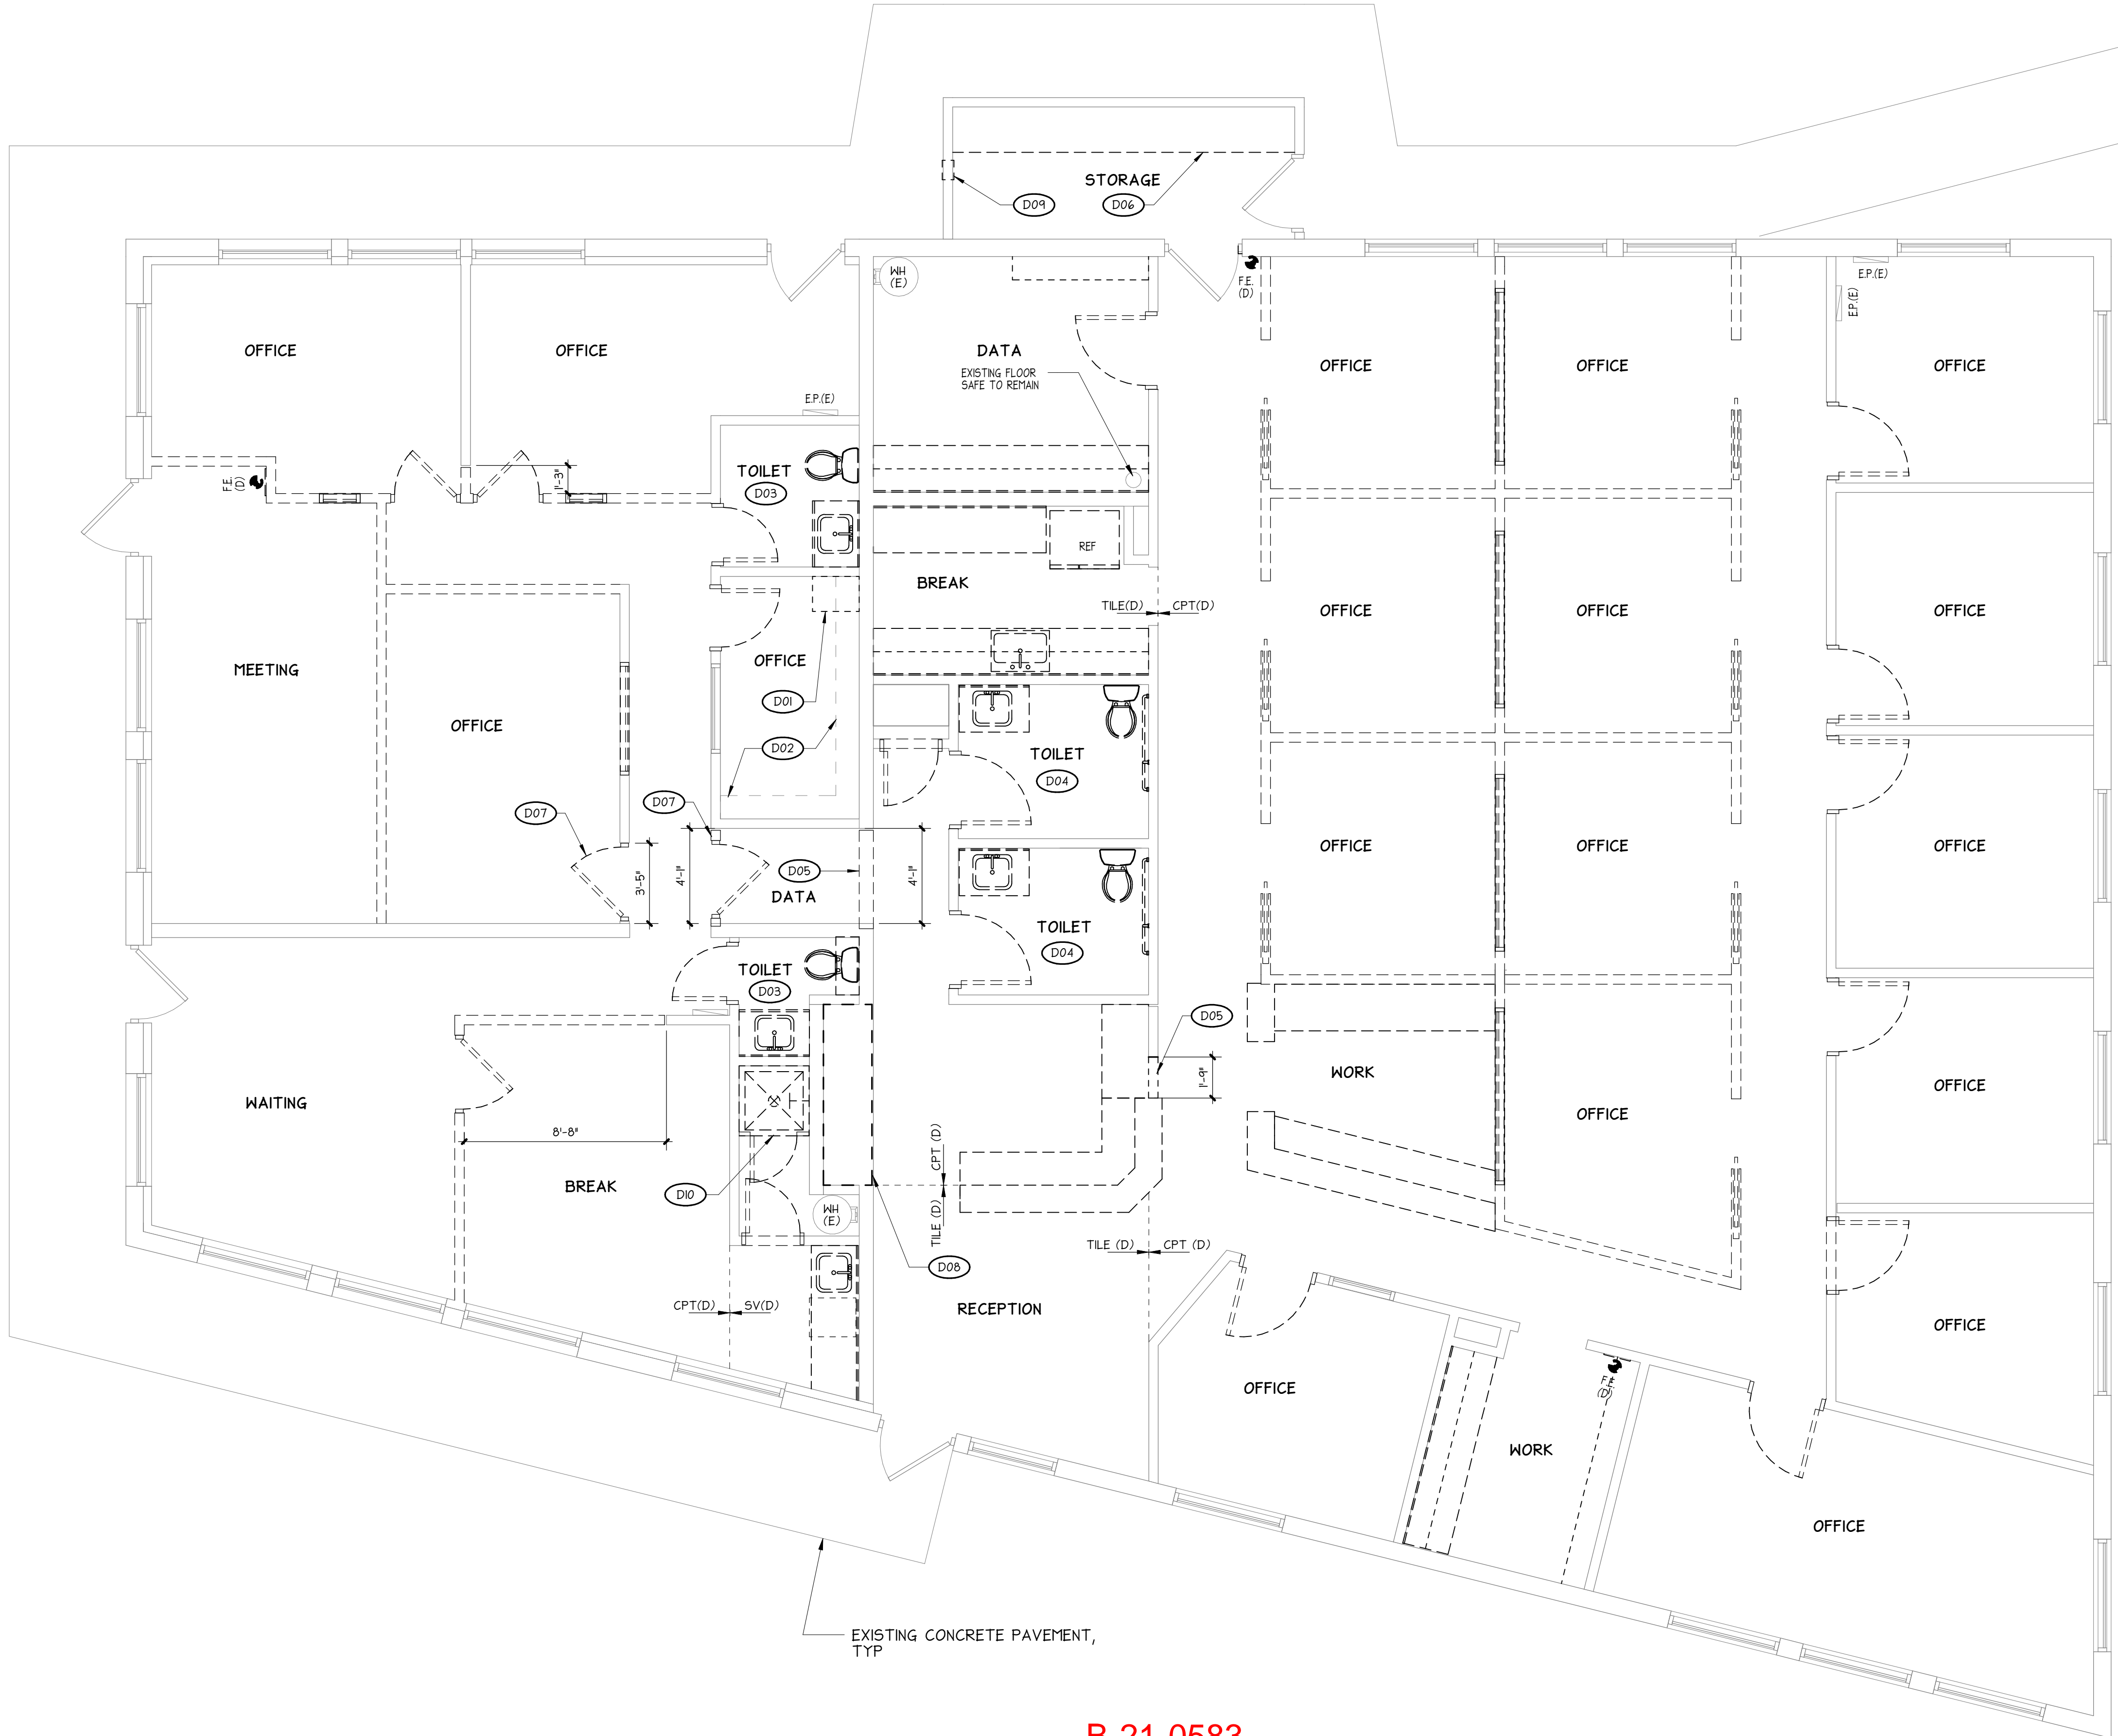 STORAGE
D09
D06
WH
(E)
F.E.
(D)
E.P.(E)
E.P.(E)
OFFICE
OFFICE
DATA
EXISTING FLOOR
SAFE TO REMAIN
OFFICE
OFFICE
OFFICE
E.P.(E)
F.E.
(D)
1'-3"
TOILET
D03
REF
BREAK
TILE(D)
CPT(D)
OFFICE
OFFICE
OFFICE
MEETING
OFFICE
OFFICE
D01
D02
TOILET
D04
D07
D07
3'-5"
4'-1"
D05
DATA
4'-1"
OFFICE
OFFICE
OFFICE
TOILET
D04
TOILET
D03
D05
1'-9"
WORK
OFFICE
OFFICE
WAITING
8'-8"
BREAK
D10
WH
(E)
CPT (D)
TILE (D)
TILE (D)
CPT (D)
D08
CPT(D)
SV(D)
RECEPTION
OFFICE
OFFICE
F.E.
(D)
WORK
OFFICE
EXISTING CONCRETE PAVEMENT,
TYP
B-21-0583